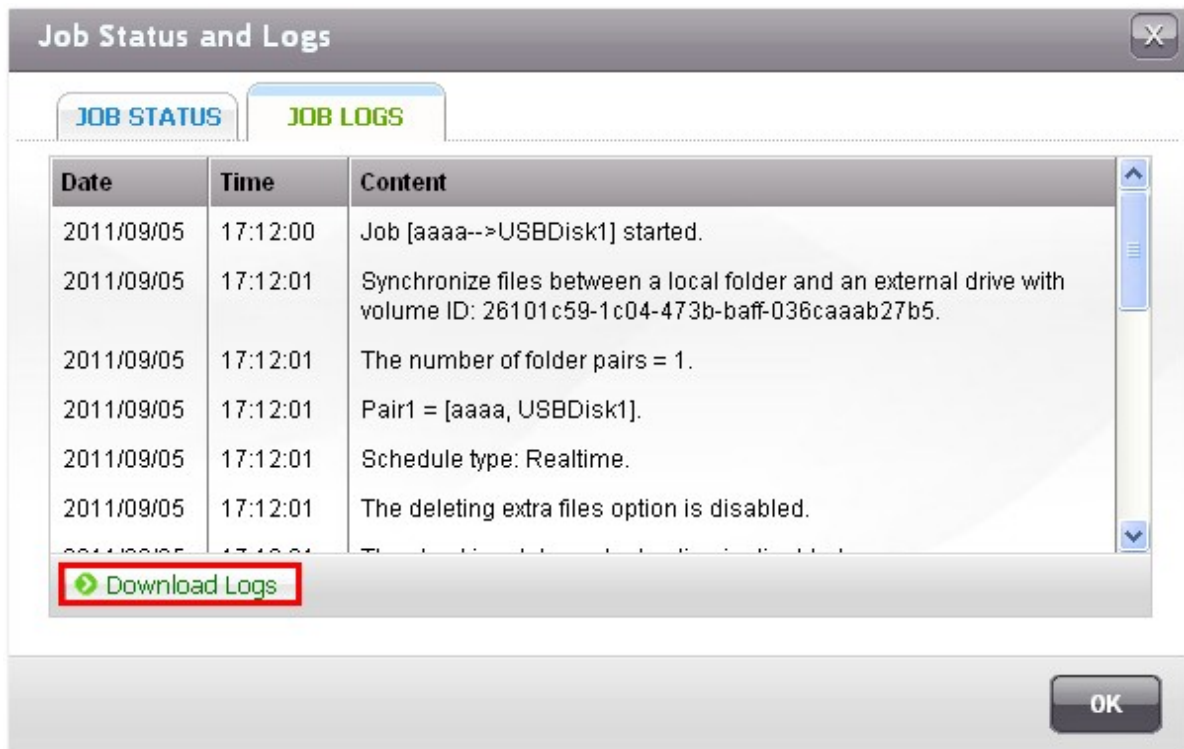 Job Status and Logs
JOB STATUS JOB LOGS
Date Time Content
2011/09/05 17:12:00 Job [aaaa-->USBDisk1] started.
2011/09/05 17:12:01 Synchronize files between a local folder and an external drive with
volume ID: 26101c59-1c04-473b-baff-036caaab27b5.
2011/09/05 17:12:01 The number of folder pairs = 1.
2011/09/05 17:12:01 Pair1 = [aaaa, USBDisk1].
2011/09/05 17:12:01 Schedule type: Realtime.
2011/09/05 17:12:01 The deleting extra files option is disabled.
Download Logs
OK